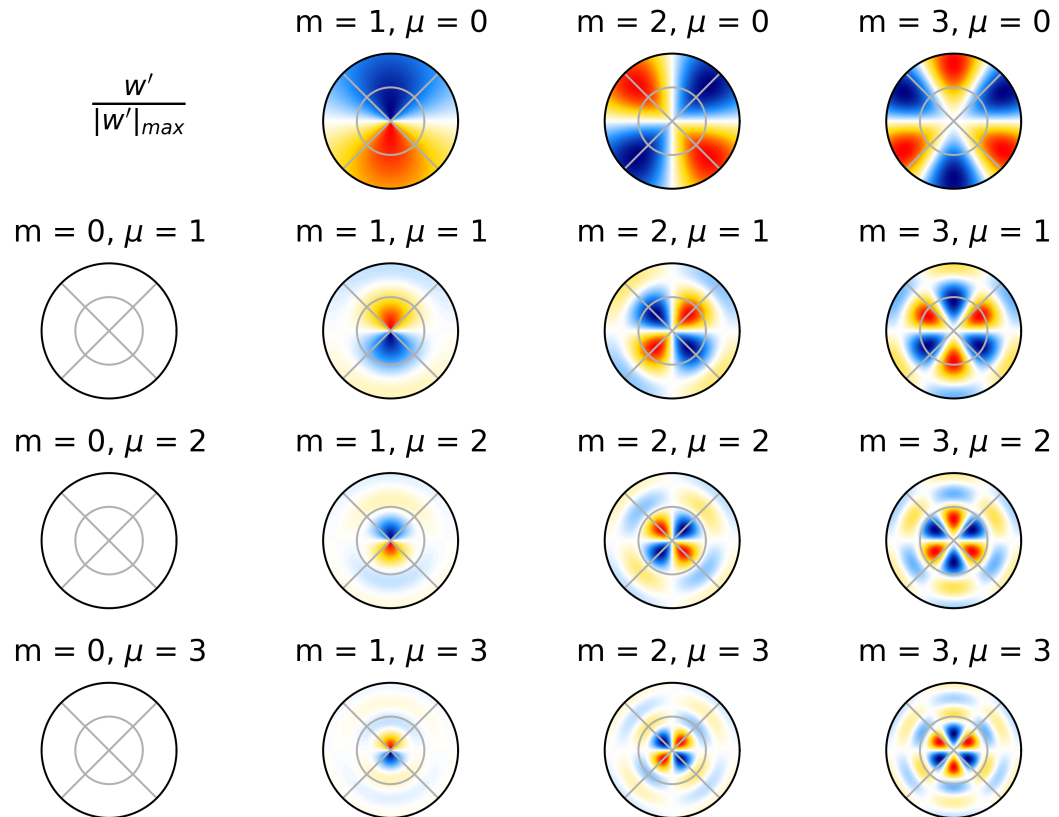 m = 1, μ = 0
m = 2, μ = 0
m = 3, μ = 0
w′
|w′|max
m = 0, μ = 1
m = 1, μ = 1
m = 2, μ = 1
m = 3, μ = 1
m = 0, μ = 2
m = 1, μ = 2
m = 2, μ = 2
m = 3, μ = 2
m = 0, μ = 3
m = 1, μ = 3
m = 2, μ = 3
m = 3, μ = 3